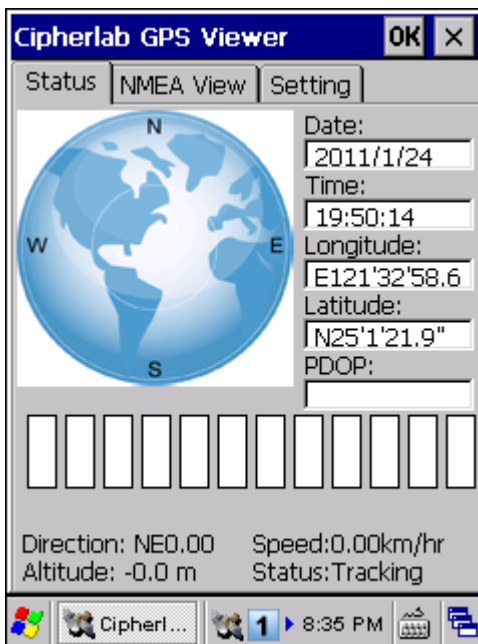 Cipherlab GPS Viewer OK ×
Status NMEA View Setting
N
W
E
S
Date:
2011/1/24
Time:
19:50:14
Longitude:
E121'32'58.6
Latitude:
N25'1'21.9"
PDOP:
Direction: NE0.00 Speed:0.00km/hr
Altitude: -0.0 m Status:Tracking
Cipherl... 1 8:35 PM